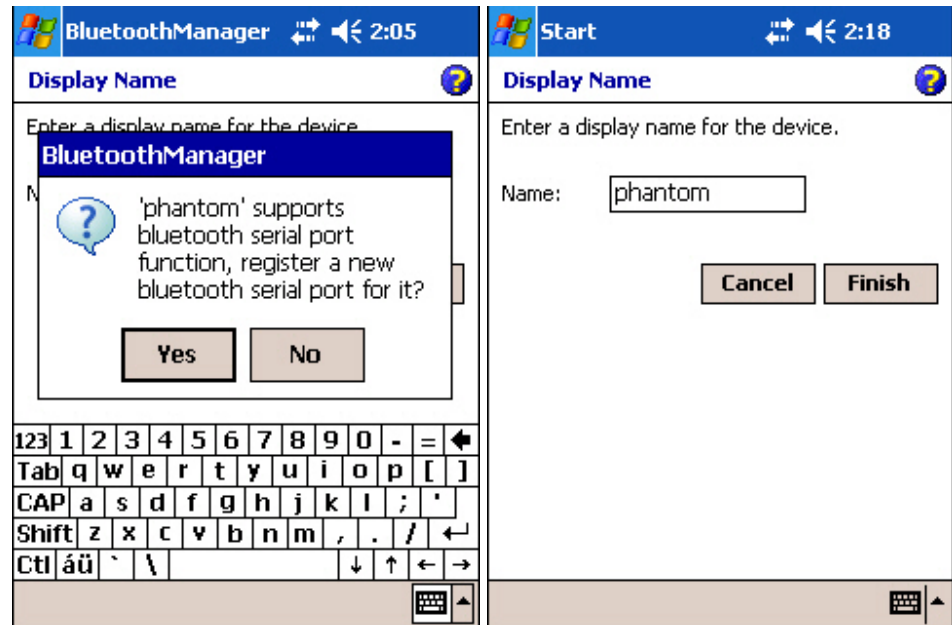 BluetoothManager 2:05
Display Name
Enter a display name for the device
BluetoothManager
N
'phantom' supports
bluetooth serial port
function, register a new
bluetooth serial port for it?
Yes No
123 1 2 3 4 5 6 7 8 9 0 - =
Tab q w e r t y u i o p [ ]
CAP a s d f g h j k l ; '
Shift z x c v b n m , . /
Ctl áü ` \
Start 2:18
Display Name
Enter a display name for the device.
Name: phantom
Cancel Finish